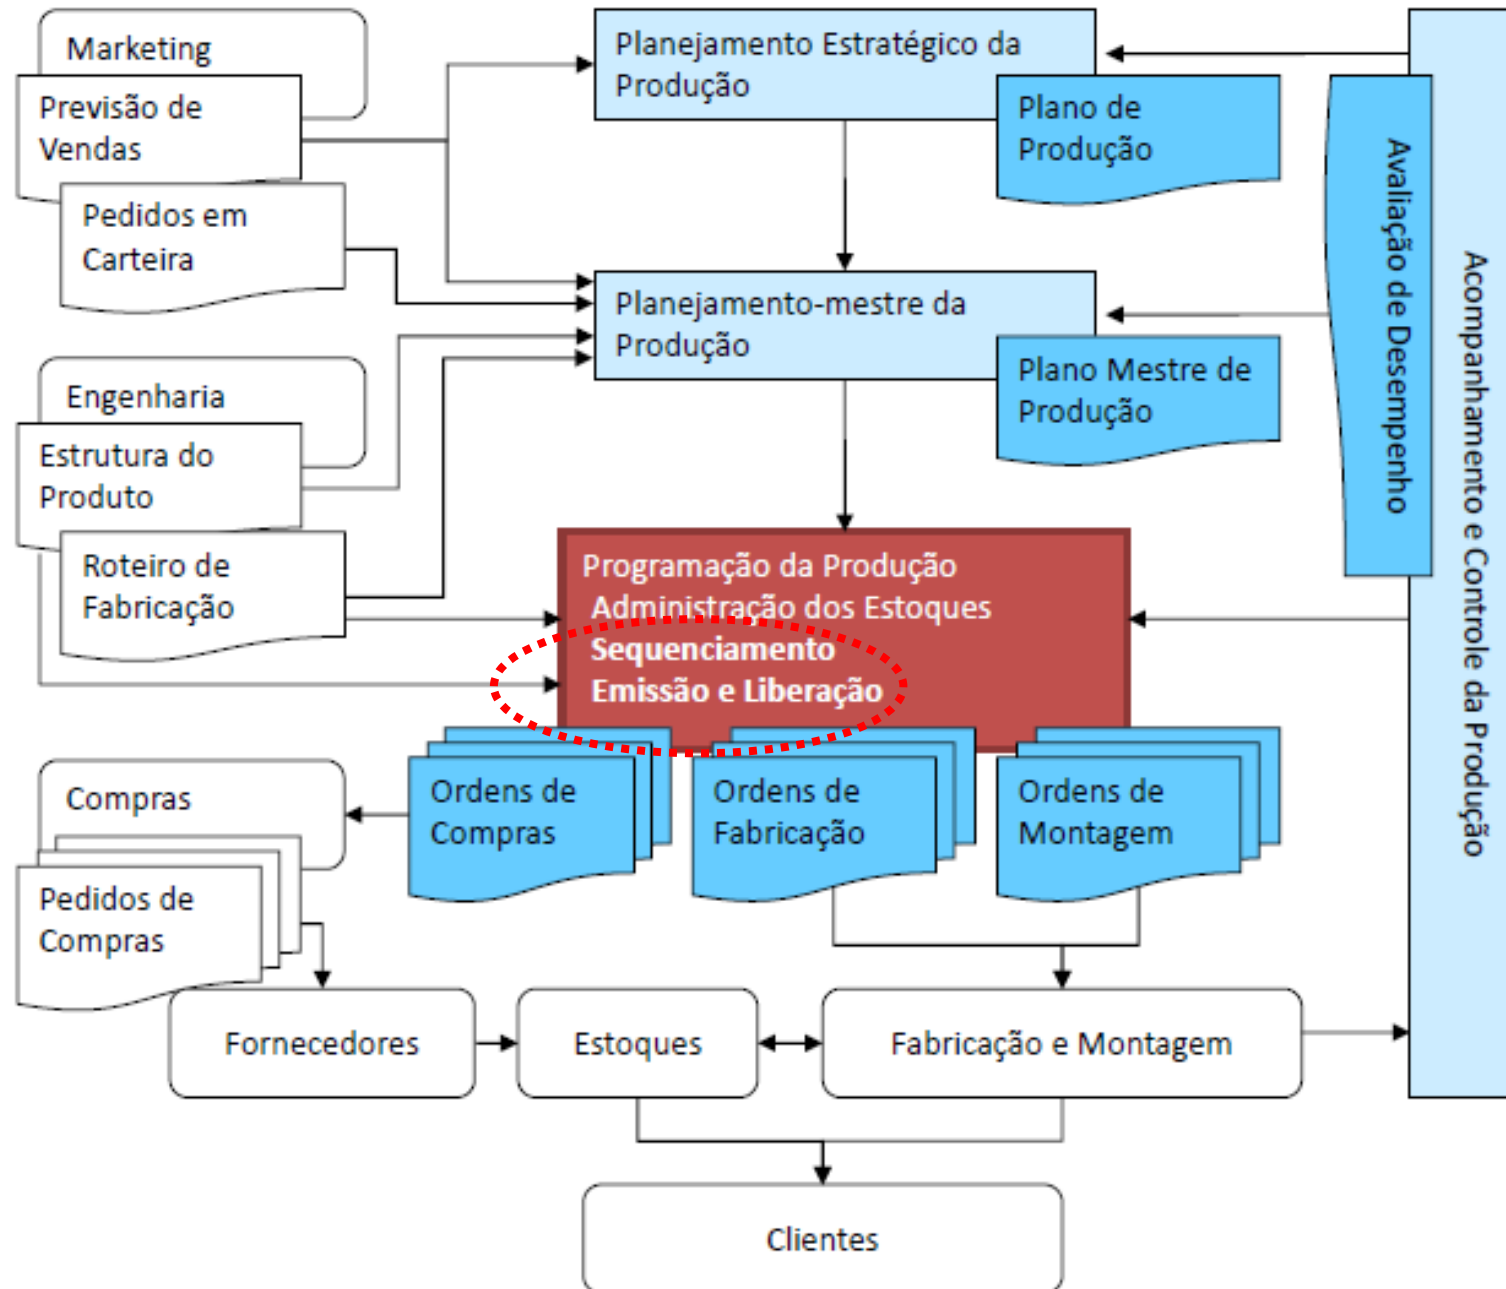 Marketing
Previsão de
Vendas
Pedidos em
Carteira
Planejamento Estratégico da
Produção
Plano de
Produção
Planejamento-mestre da
Produção
Plano Mestre de
Produção
Avaliação de Desempenho
Acompanhamento e Controle da Produção
Engenharia
Estrutura do
Produto
Roteiro de
Fabricação
Programação da Produção
Administração dos Estoques
Sequenciamento
Emissão e Liberação
Ordens de
Compras
Ordens de
Fabricação
Ordens de
Montagem
Compras
Pedidos de
Compras
Fornecedores
Estoques
Fabricação e Montagem
Clientes